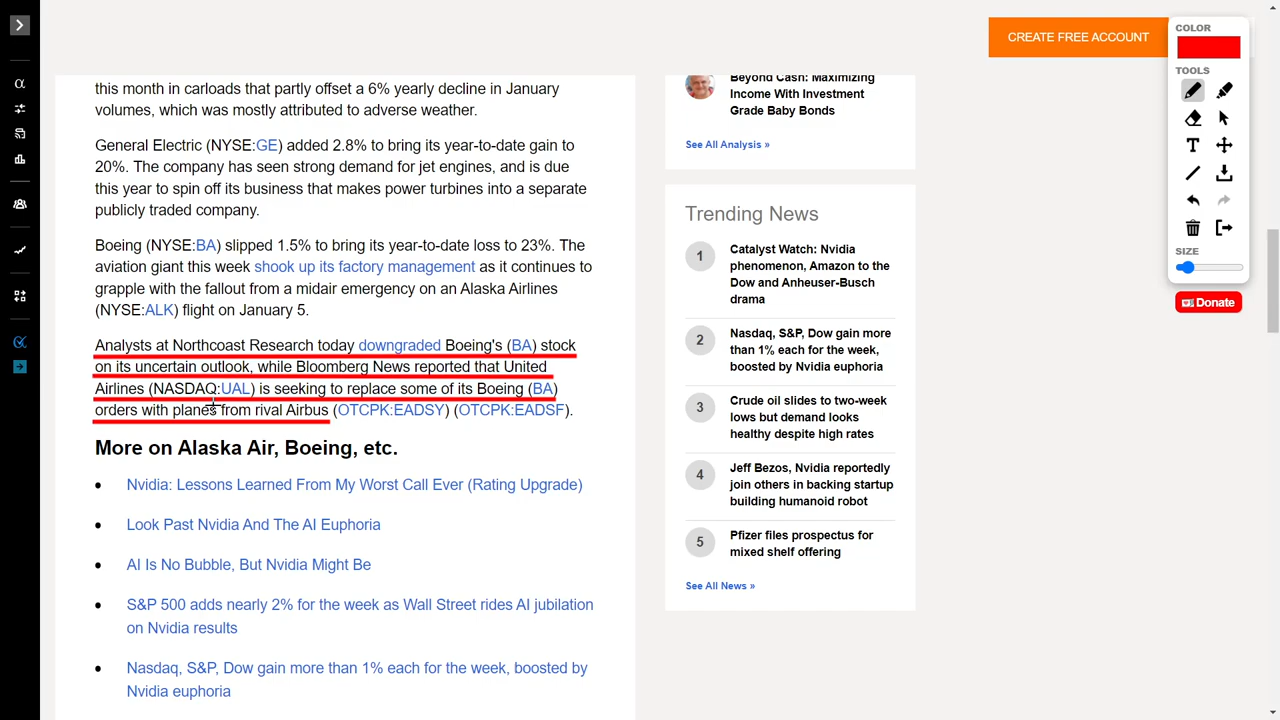 CREATE FREE ACCOUNT
COLOR
TOOLS
T
SIZE
Donate
α
this month in carloads that partly offset a 6% yearly decline in January
volumes, which was mostly attributed to adverse weather.
General Electric (NYSE:GE) added 2.8% to bring its year-to-date gain to
20%. The company has seen strong demand for jet engines, and is due
this year to spin off its business that makes power turbines into a separate
publicly traded company.
Boeing (NYSE:BA) slipped 1.5% to bring its year-to-date loss to 23%. The
aviation giant this week shook up its factory management as it continues to
grapple with the fallout from a midair emergency on an Alaska Airlines
(NYSE:ALK) flight on January 5.
Analysts at Northcoast Research today downgraded Boeing's (BA) stock
on its uncertain outlook, while Bloomberg News reported that United
Airlines (NASDAQ:UAL) is seeking to replace some of its Boeing (BA)
orders with planes from rival Airbus (OTCPK:EADSY) (OTCPK:EADSF).
More on Alaska Air, Boeing, etc.
Nvidia: Lessons Learned From My Worst Call Ever (Rating Upgrade)
Look Past Nvidia And The AI Euphoria
AI Is No Bubble, But Nvidia Might Be
S&P 500 adds nearly 2% for the week as Wall Street rides AI jubilation
on Nvidia results
Nasdaq, S&P, Dow gain more than 1% each for the week, boosted by
Nvidia euphoria
Beyond Cash: Maximizing
Income With Investment
Grade Baby Bonds
See All Analysis »
Trending News
1
Catalyst Watch: Nvidia
phenomenon, Amazon to the
Dow and Anheuser-Busch
drama
2
Nasdaq, S&P, Dow gain more
than 1% each for the week,
boosted by Nvidia euphoria
3
Crude oil slides to two-week
lows but demand looks
healthy despite high rates
4
Jeff Bezos, Nvidia reportedly
join others in backing startup
building humanoid robot
5
Pfizer files prospectus for
mixed shelf offering
See All News »